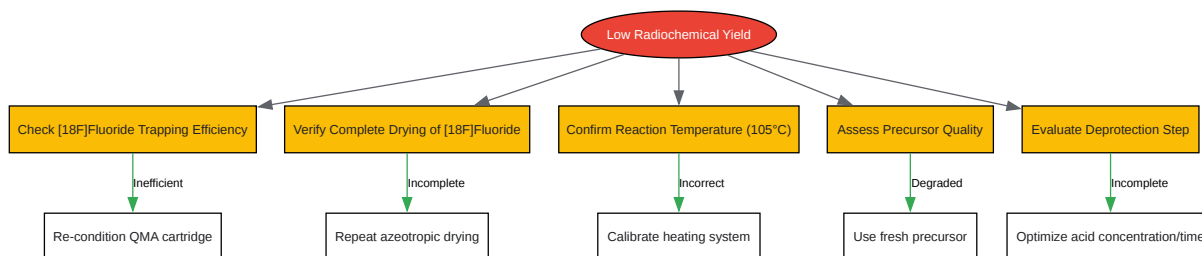 Low Radiochemical Yield
Check [18F]Fluoride Trapping Efficiency
Verify Complete Drying of [18F]Fluoride
Confirm Reaction Temperature (105°C)
Assess Precursor Quality
Evaluate Deprotection Step
Inefficient
Incomplete
Incorrect
Degraded
Incomplete
Re-condition QMA cartridge
Repeat azeotropic drying
Calibrate heating system
Use fresh precursor
Optimize acid concentration/time